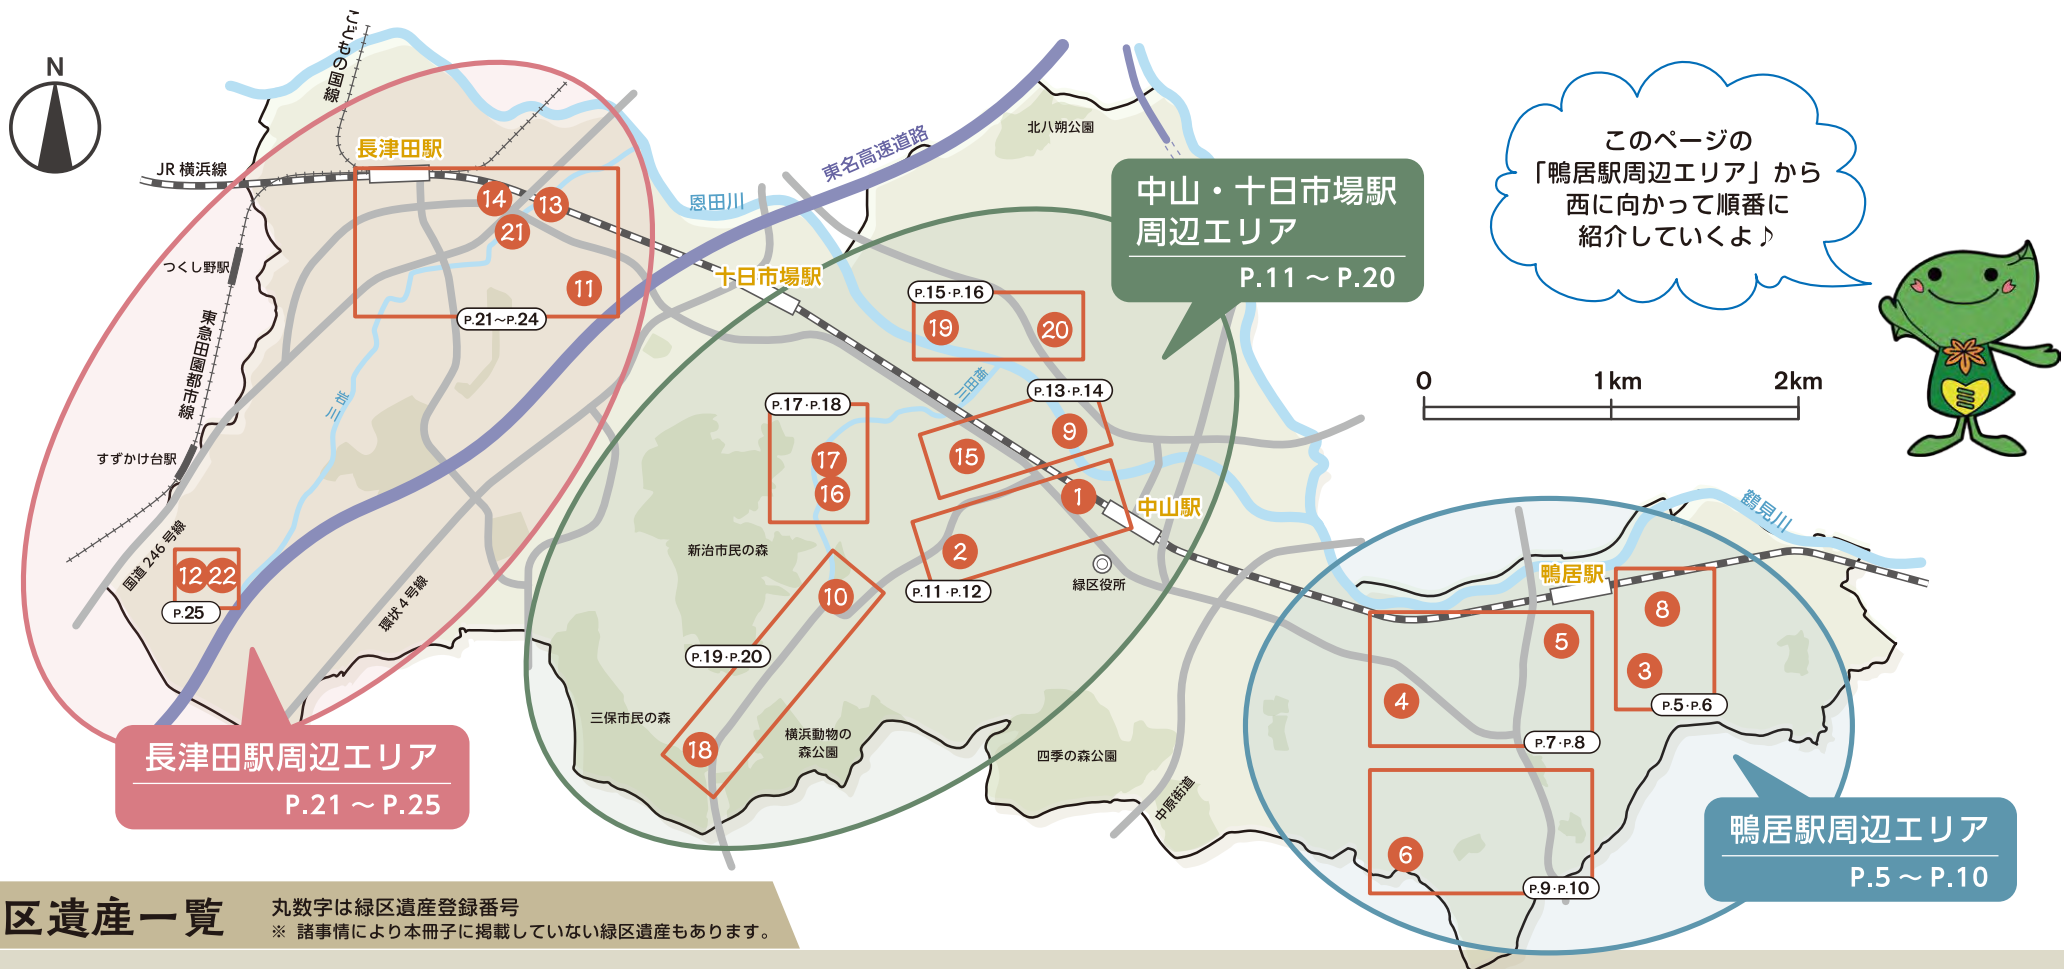 N
こどもの国線
JR 横浜線
長津田駅
14
13
21
11
P.21～P.24
つくし野駅
東急田園都市線
すずかけ台駅
国道 246 号線
岩川
12
22
P.25
環状 4 号線
長津田駅周辺エリア
P.21 ～ P.25
恩田川
東名高速道路
北八朔公園
十日市場駅
中山・十日市場駅
周辺エリア
P.11 ～ P.20
P.15・P.16
19
20
P.13・P.14
9
15
P.17・P.18
17
16
1
中山駅
2
P.11・P.12
緑区役所
新治市民の森
10
P.19・P.20
三保市民の森
18
横浜動物の
森公園
四季の森公園
中原街道
このページの
「鴨居駅周辺エリア」から
西に向かって順番に
紹介していくよ♪
0
1km
2km
鶴見川
鴨居駅
8
5
3
4
P.5・P.6
P.7・P.8
6
P.9・P.10
鴨居駅周辺エリア
P.5 ～ P.10
区遺産一覧
丸数字は緑区遺産登録番号
※ 諸事情により本冊子に掲載していない緑区遺産もあります。